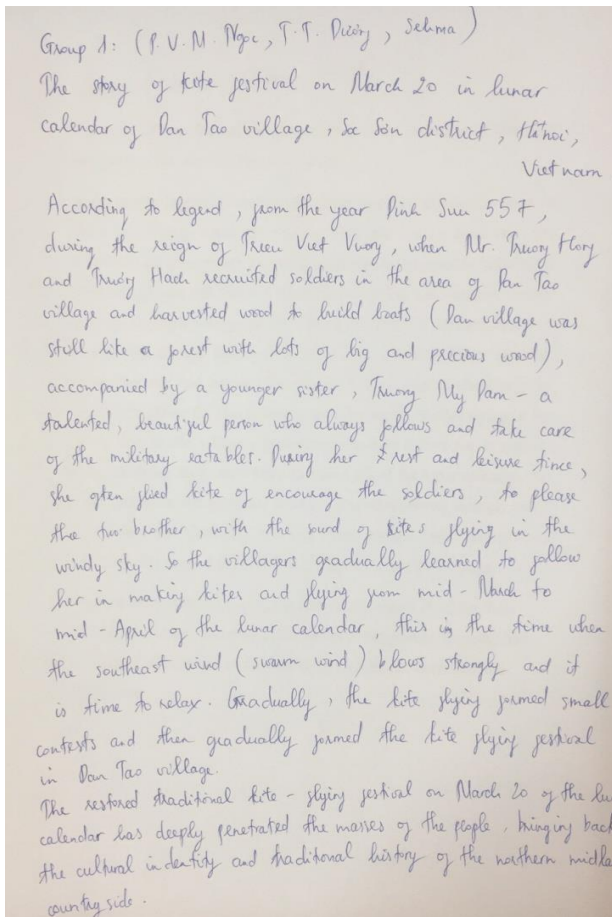 Group 1: (P.V.M. Ngoc, T.T. Dường, Selma)
The story of kite festival on March 20 in lunar
calendar of Dan Tao village, Soc Sơn district, Hà noi,
Viet nam
According to legend, from the year Dinh Suu 557,
during the reign of Trieu Viet Vuong, when Mr. Truong Hong
and Truong Hach recruited soldiers in the area of Dan Tao
village and harvested wood to build boats (Dan village was
still like a forest with lots of big and precious wood),
accompanied by a younger sister, Truong My Dam - a
talented, beautiful person who always follows and take care
of the military eatables. During her rest and leisure time,
she often flied kite of encourage the soldiers, to please
the two brother, with the sound of kites flying in the
windy sky. So the villagers gradually learned to follow
her in making kites and flying from mid - March to
mid - April of the lunar calendar, this is the time when
the southeast wind (swarm wind) blows strongly and it
is time to relax. Gradually, the kite flying formed small
contests and then gradually formed the kite flying festival
in Dan Tao village.
The restored traditional kite - flying festival on March 20 of the lu
calendar has deeply penetrated the masses of the people, bringing back
the cultural indentity and traditional history of the northern midla
country side.